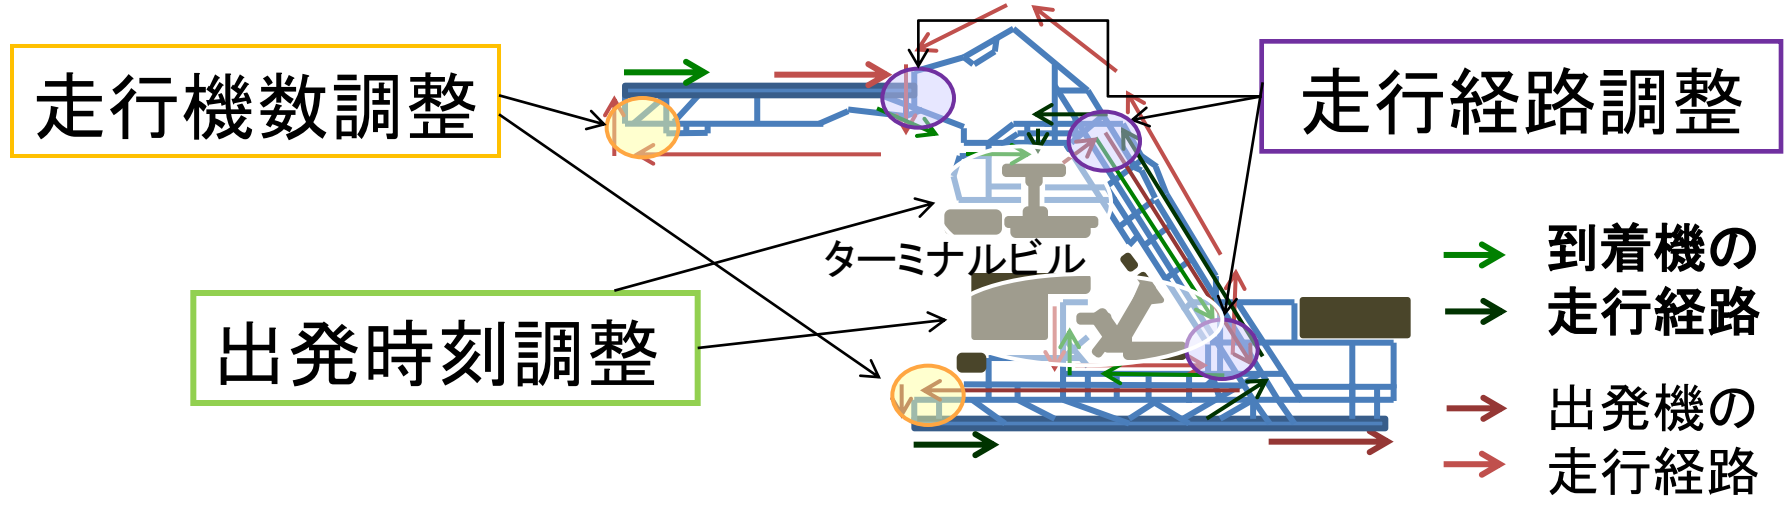 走行機数調整
走行経路調整
ターミナルビル
出発時刻調整
到着機の
走行経路
出発機の
走行経路